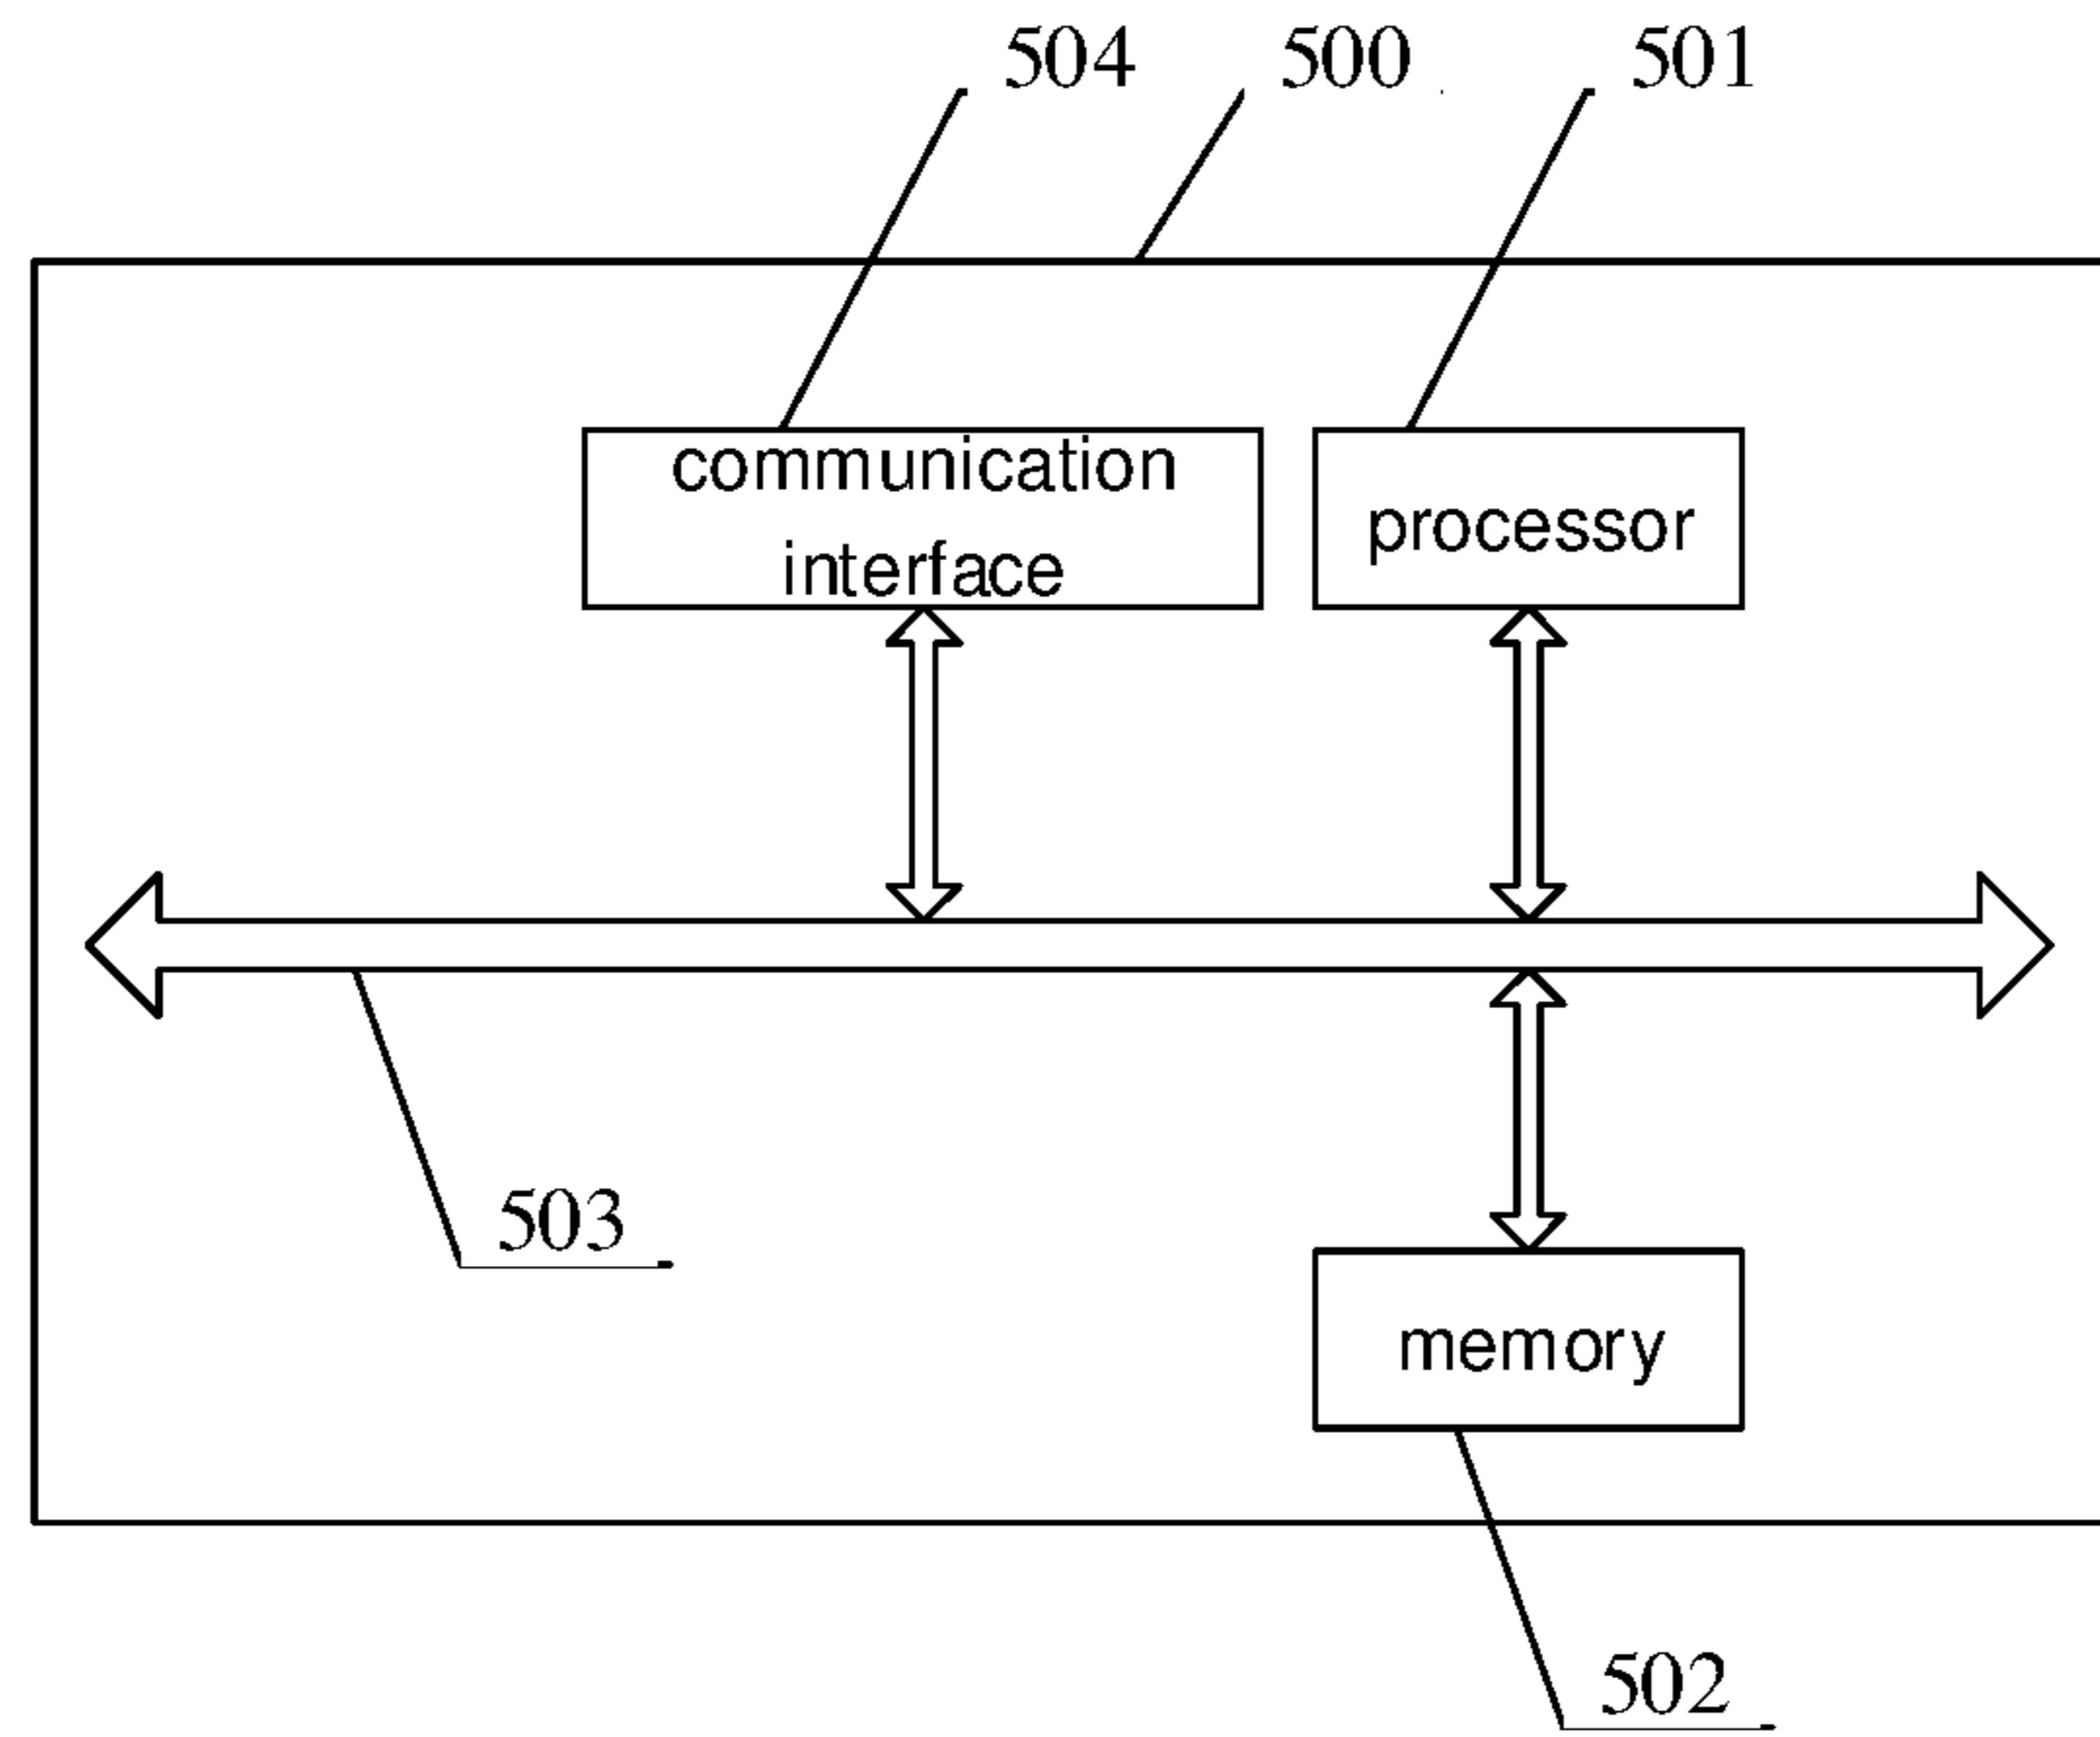 504 500 501
communication
interface
processor
503
memory
502